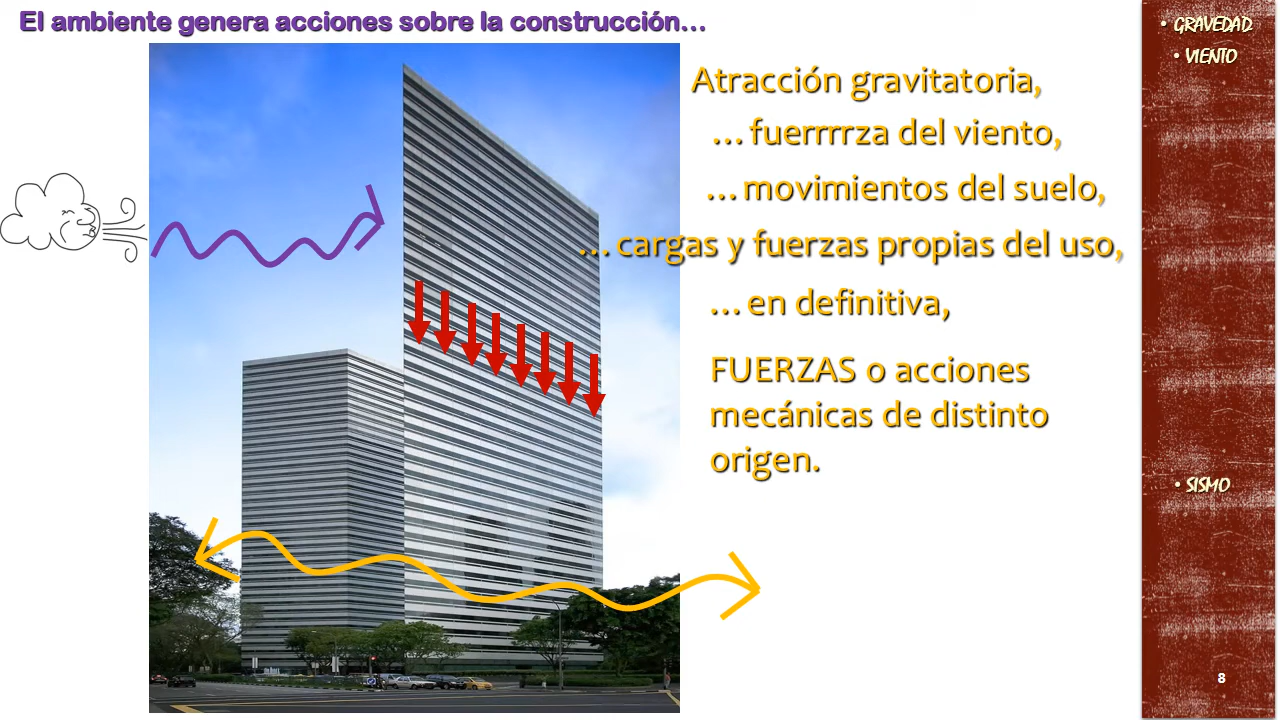 El ambiente genera acciones sobre la construcción...
Atracción gravitatoria,
...fuerrrrza del viento,
...movimientos del suelo,
...cargas y fuerzas propias del uso,
...en definitiva,
FUERZAS o acciones
mecánicas de distinto
origen.
• GRAVEDAD
• VIENTO
• SISMO
8